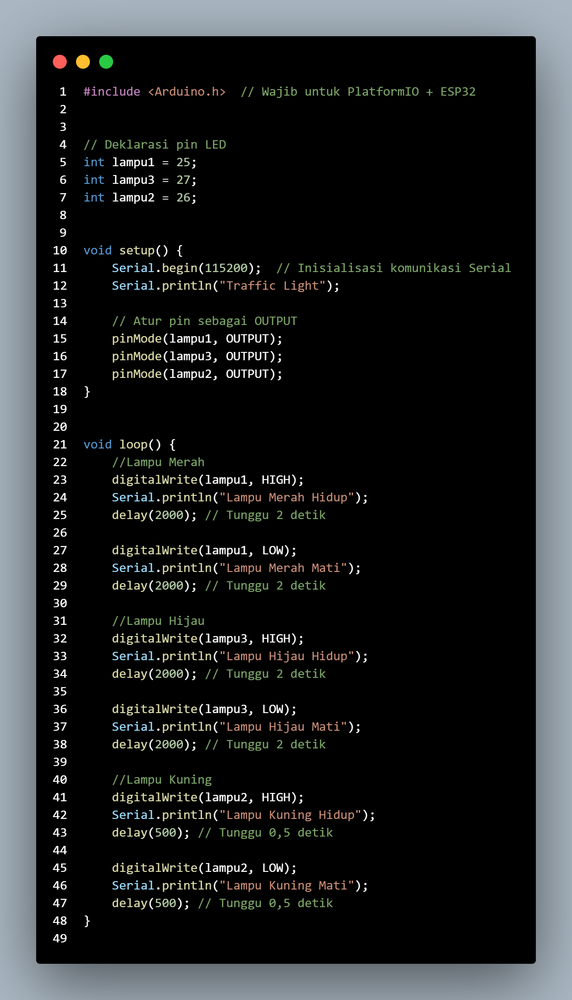 1 #include <Arduino.h>  // Wajib untuk PlatformIO + ESP32
2
3
4 // Deklarasi pin LED
5 int lampu1 = 25;
6 int lampu3 = 27;
7 int lampu2 = 26;
8
9
10 void setup() {
11     Serial.begin(115200);  // Inisialisasi komunikasi Serial
12     Serial.println("Traffic Light");
13
14     // Atur pin sebagai OUTPUT
15     pinMode(lampu1, OUTPUT);
16     pinMode(lampu3, OUTPUT);
17     pinMode(lampu2, OUTPUT);
18 }
19
20
21 void loop() {
22     //Lampu Merah
23     digitalWrite(lampu1, HIGH);
24     Serial.println("Lampu Merah Hidup");
25     delay(2000); // Tunggu 2 detik
26
27     digitalWrite(lampu1, LOW);
28     Serial.println("Lampu Merah Mati");
29     delay(2000); // Tunggu 2 detik
30
31     //Lampu Hijau
32     digitalWrite(lampu3, HIGH);
33     Serial.println("Lampu Hijau Hidup");
34     delay(2000); // Tunggu 2 detik
35
36     digitalWrite(lampu3, LOW);
37     Serial.println("Lampu Hijau Mati");
38     delay(2000); // Tunggu 2 detik
39
40     //Lampu Kuning
41     digitalWrite(lampu2, HIGH);
42     Serial.println("Lampu Kuning Hidup");
43     delay(500); // Tunggu 0,5 detik
44
45     digitalWrite(lampu2, LOW);
46     Serial.println("Lampu Kuning Mati");
47     delay(500); // Tunggu 0,5 detik
48 }
49